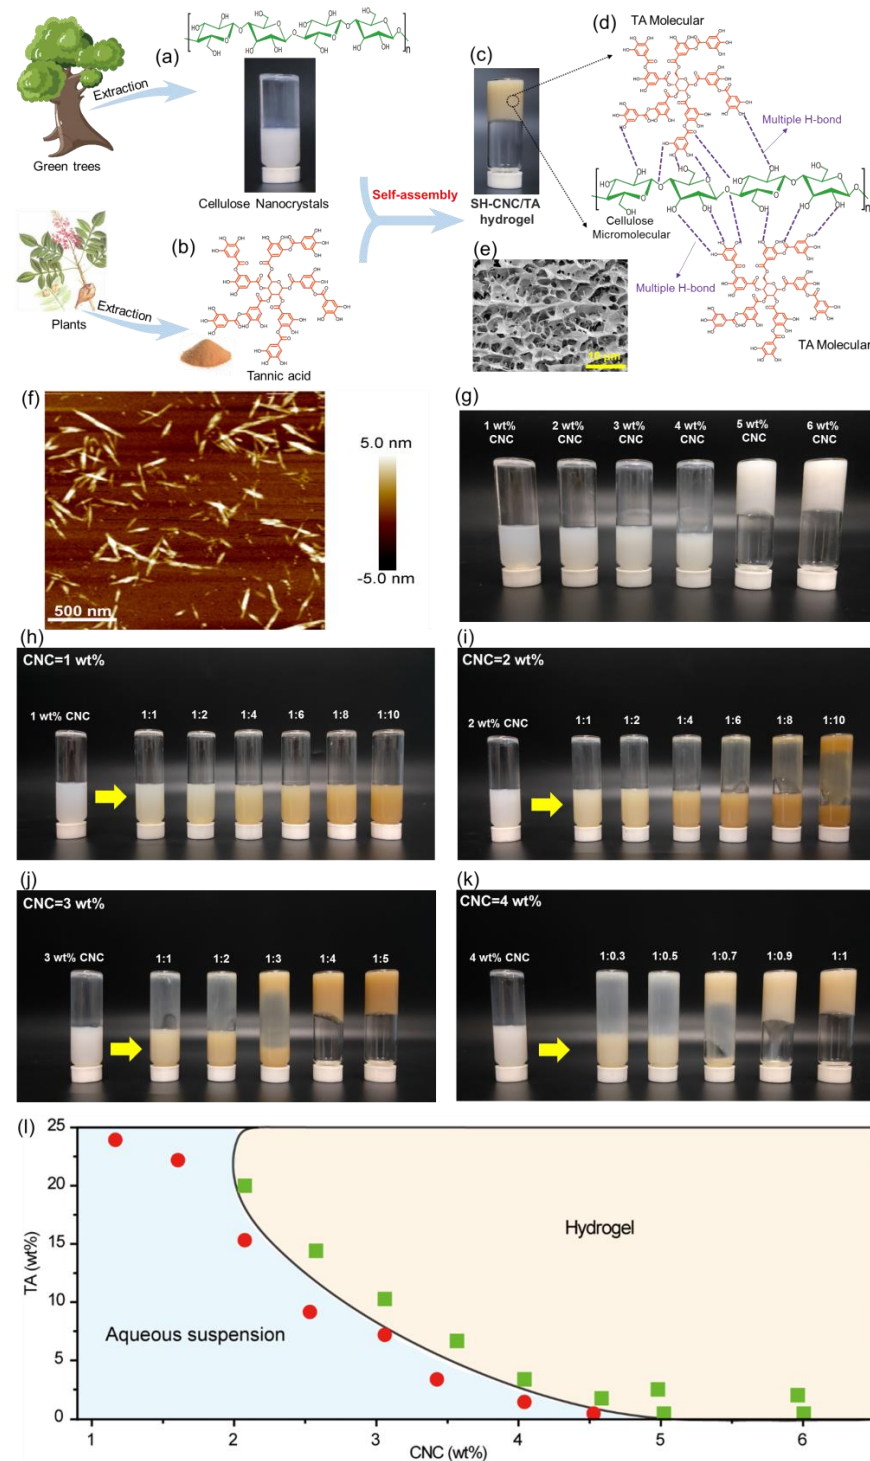 (a)
Extraction
Green trees
n
Cellulose Nanocrystals
Plants
Extraction
(b)
Tannic acid
Self-assembly
(c)
SH-CNC/TA
hydrogel
(d)
TA Molecular
Multiple H-bond
Cellulose
Micromolecular
n
Multiple H-bond
TA Molecular
(e)
10 μm
(f)
500 nm
5.0 nm
-5.0 nm
(g)
1 wt% CNC
2 wt% CNC
3 wt% CNC
4 wt% CNC
5 wt% CNC
6 wt% CNC
(h)
CNC=1 wt%
1 wt% CNC
1:1 1:2 1:4 1:6 1:8 1:10
(i)
CNC=2 wt%
2 wt% CNC
1:1 1:2 1:4 1:6 1:8 1:10
(j)
CNC=3 wt%
3 wt% CNC
1:1 1:2 1:3 1:4 1:5
(k)
CNC=4 wt%
4 wt% CNC
1:0.3 1:0.5 1:0.7 1:0.9 1:1
(l)
TA (wt%)
25
20
15
10
5
0
Hydrogel
Aqueous suspension
1 2 3 4 5 6
CNC (wt%)